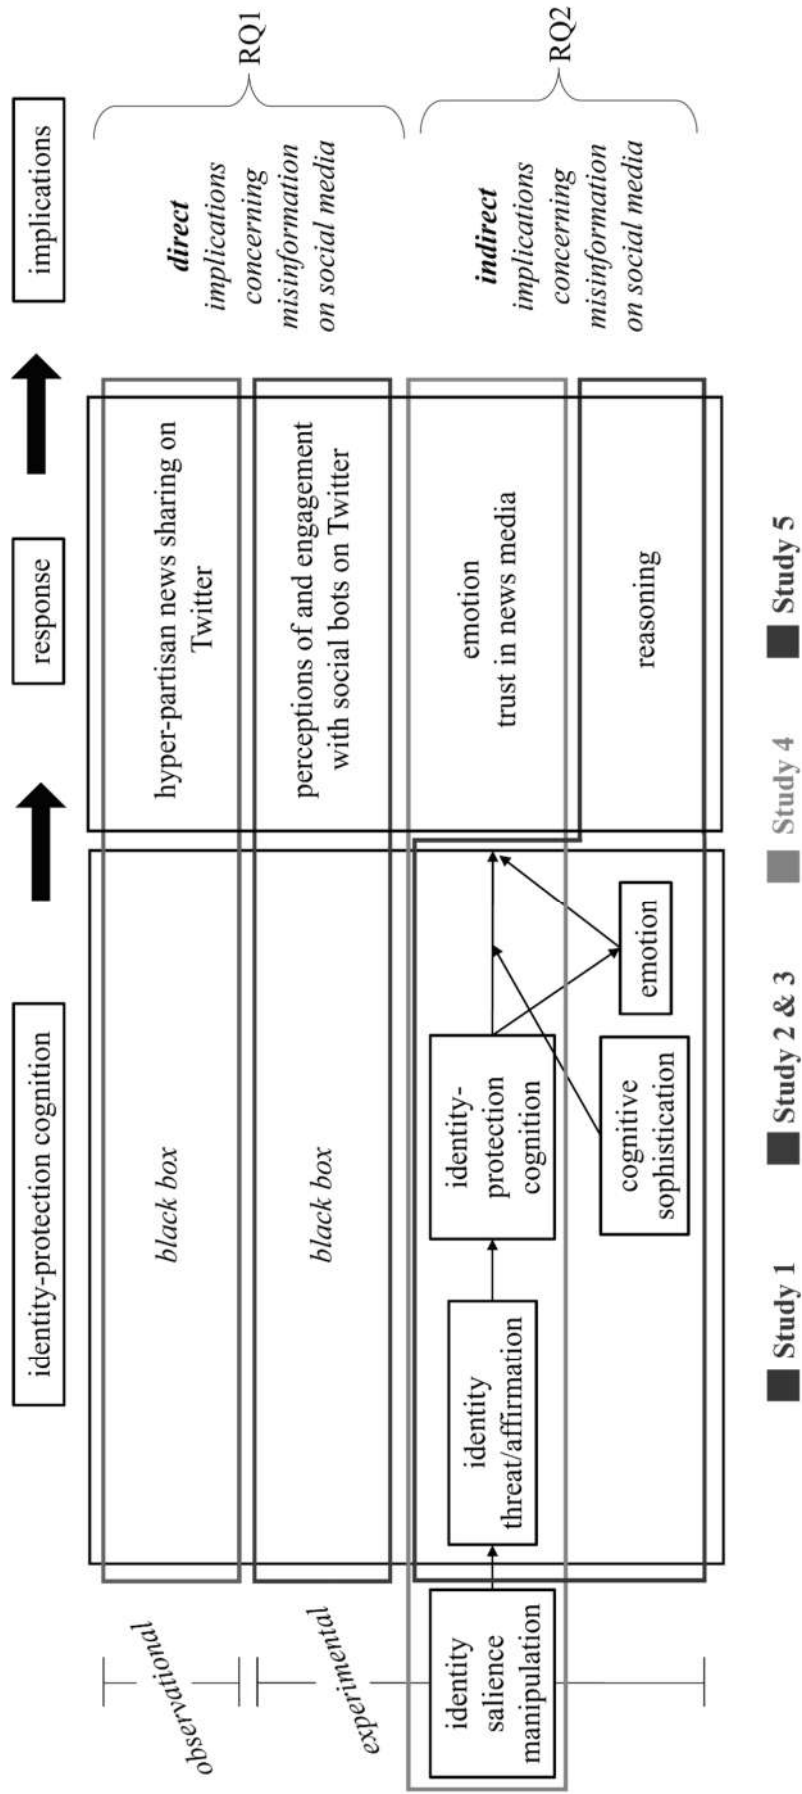 identity-protection cognition
response
implications
observational
black box
hyper-partisan news sharing on
Twitter
direct
implications
concerning
misinformation
on social media
RQ1
experimental
black box
perceptions of and engagement
with social bots on Twitter
identity
salience
manipulation
identity
threat/affirmation
identity-
protection
cognition
cognitive
sophistication
emotion
emotion
trust in news media
reasoning
indirect
implications
concerning
misinformation
on social media
RQ2
Study 1
Study 2 & 3
Study 4
Study 5